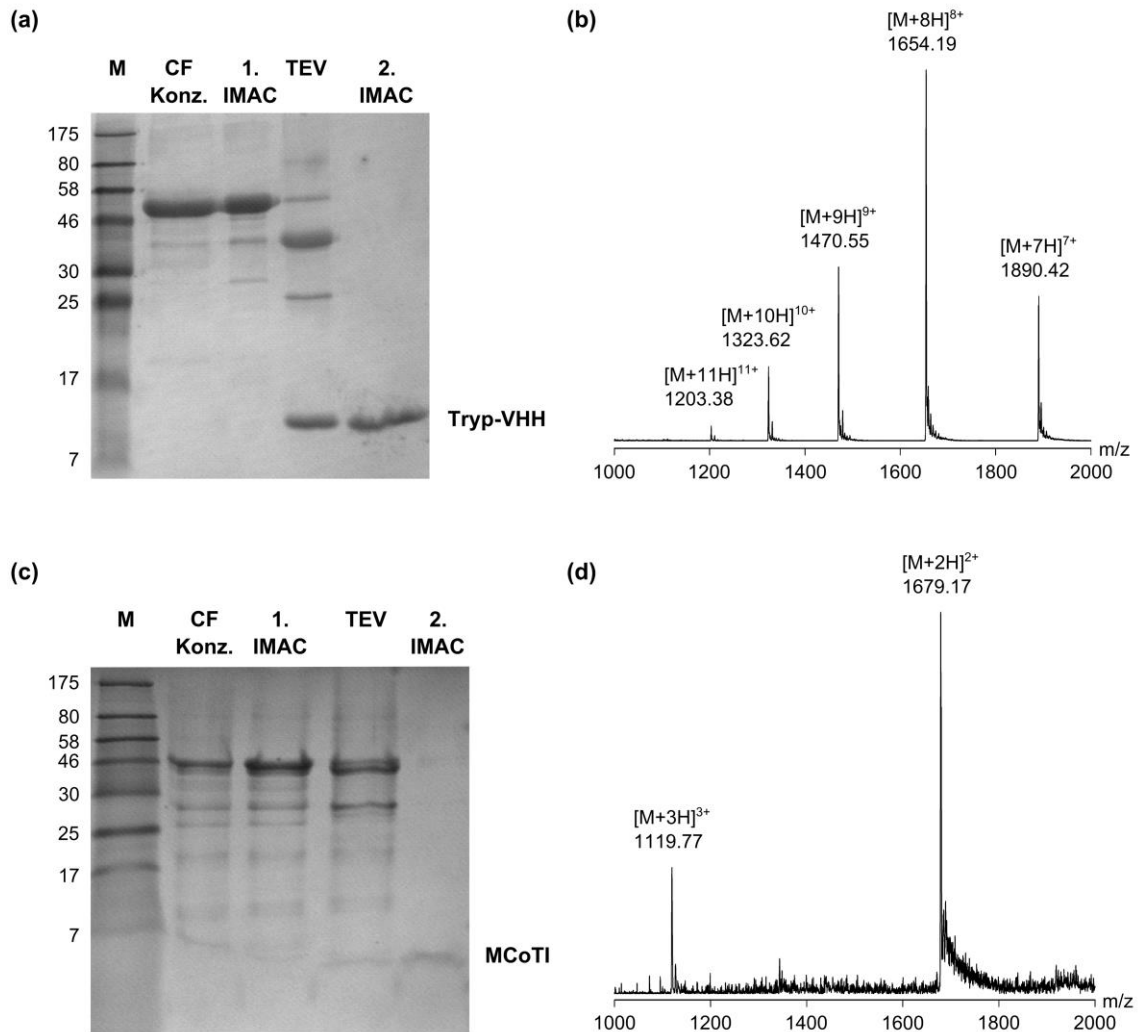 (a)
M CF Konz. 1. IMAC TEV 2. IMAC
175
80
58
46
30
25
17
7
Tryp-VHH
(b)
[M+8H]8+
1654.19
[M+9H]9+
1470.55
[M+7H]7+
1890.42
[M+10H]10+
1323.62
[M+11H]11+
1203.38
1000 1200 1400 1600 1800 2000 m/z
(c)
M CF Konz. 1. IMAC TEV 2. IMAC
175
80
58
46
30
25
17
7
MCoTI
(d)
[M+2H]2+
1679.17
[M+3H]3+
1119.77
1000 1200 1400 1600 1800 2000 m/z